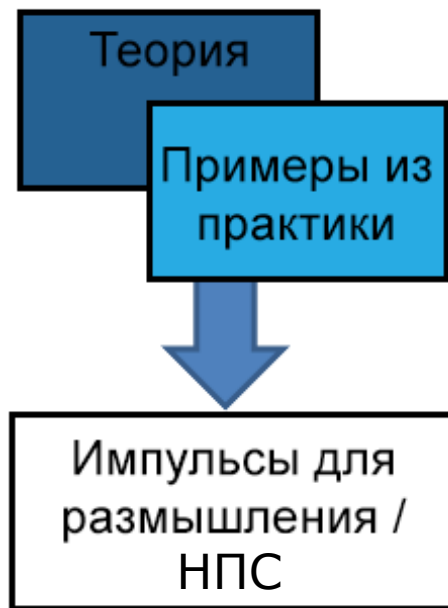 Теория
Примеры из
практики
Импульсы для
размышления /
НПС